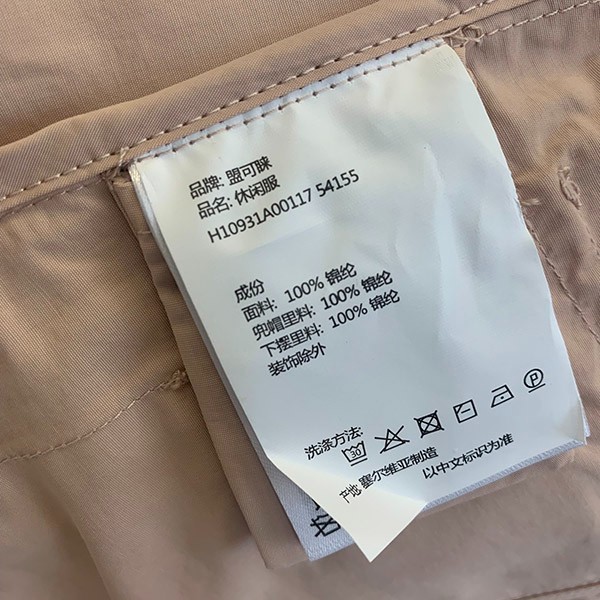 品牌: 盟可睐
品名: 休闲服
H10931A00117 54155
成份
面料: 100% 锦纶
兜帽里料: 100% 锦纶
下摆里料: 100% 锦纶
装饰除外
洗涤方法:
30
P
产地: 塞尔维亚制造
以中文标识为准